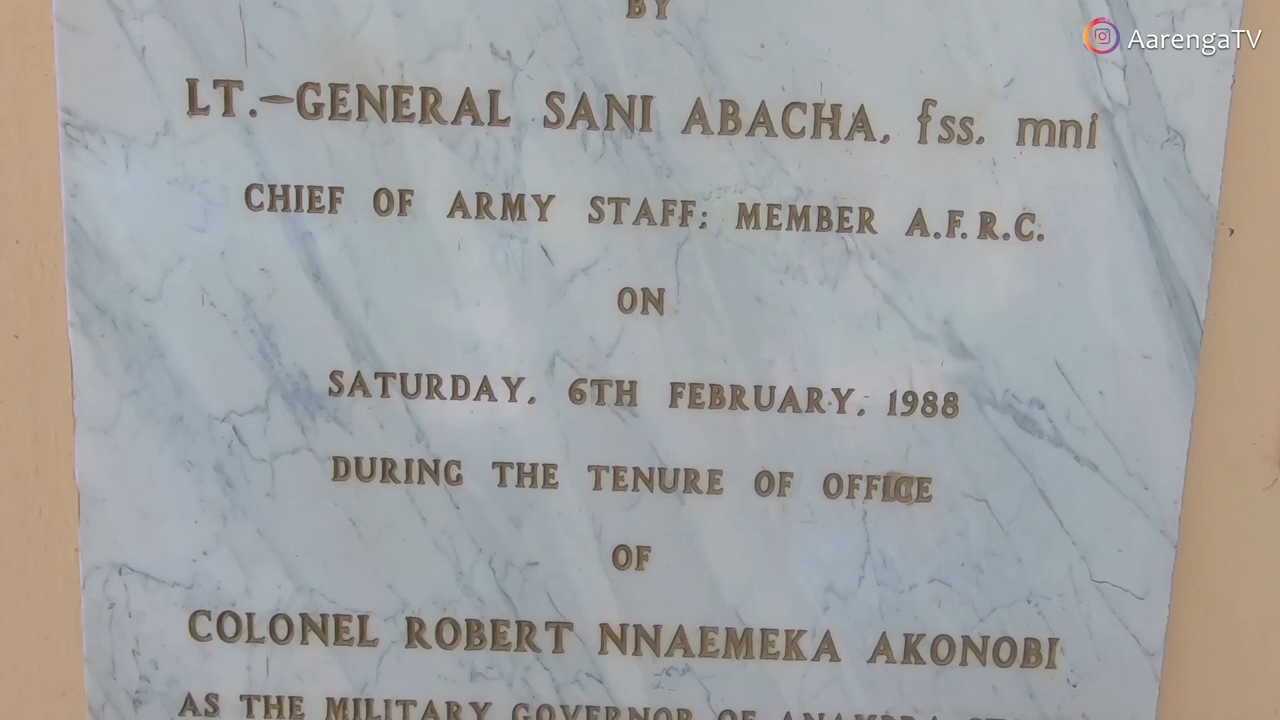 BY
AarengaTV
LT.-GENERAL SANI ABACHA, fss, mni
CHIEF OF ARMY STAFF; MEMBER A.F.R.C.
ON
SATURDAY, 6TH FEBRUARY, 1988
DURING THE TENURE OF OFFICE
OF
COLONEL ROBERT NNAEMEKA AKONOBI
AS THE MILITARY GOVERNOR OF ANAMBRA